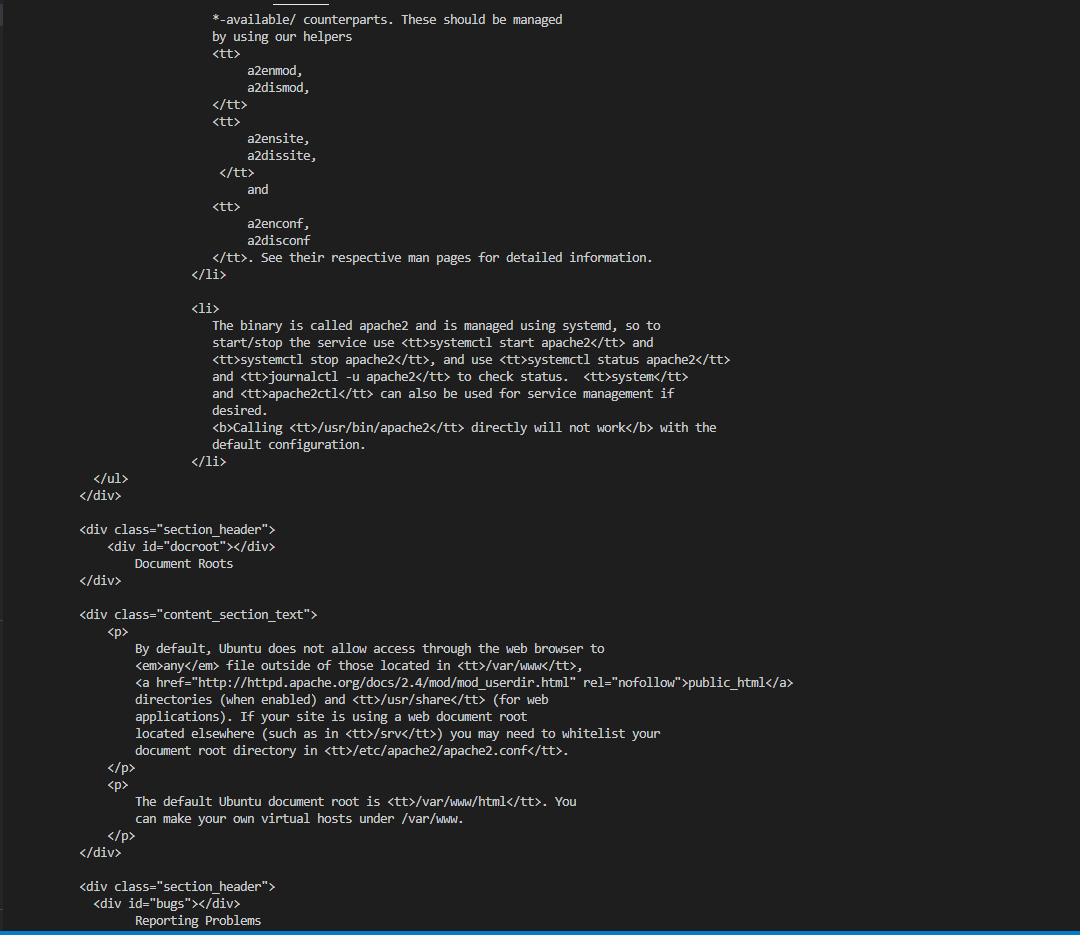 *-available/ counterparts. These should be managed
by using our helpers
<tt>
a2enmod,
a2dismod,
</tt>
<tt>
a2ensite,
a2dissite,
</tt>
and
<tt>
a2enconf,
a2disconf
</tt>. See their respective man pages for detailed information.
</li>
<li>
The binary is called apache2 and is managed using systemd, so to
start/stop the service use <tt>systemctl start apache2</tt> and
<tt>systemctl stop apache2</tt>, and use <tt>systemctl status apache2</tt>
and <tt>journalctl -u apache2</tt> to check status.  <tt>system</tt>
and <tt>apache2ctl</tt> can also be used for service management if
desired.
<b>Calling <tt>/usr/bin/apache2</tt> directly will not work</b> with the
default configuration.
</li>
</ul>
</div>
<div class="section_header">
<div id="docroot"></div>
Document Roots
</div>
<div class="content_section_text">
<p>
By default, Ubuntu does not allow access through the web browser to
<em>any</em> file outside of those located in <tt>/var/www</tt>,
<a href="http://httpd.apache.org/docs/2.4/mod/mod_userdir.html" rel="nofollow">public_html</a>
directories (when enabled) and <tt>/usr/share</tt> (for web
applications). If your site is using a web document root
located elsewhere (such as in <tt>/srv</tt>) you may need to whitelist your
document root directory in <tt>/etc/apache2/apache2.conf</tt>.
</p>
<p>
The default Ubuntu document root is <tt>/var/www/html</tt>. You
can make your own virtual hosts under /var/www.
</p>
</div>
<div class="section_header">
<div id="bugs"></div>
Reporting Problems